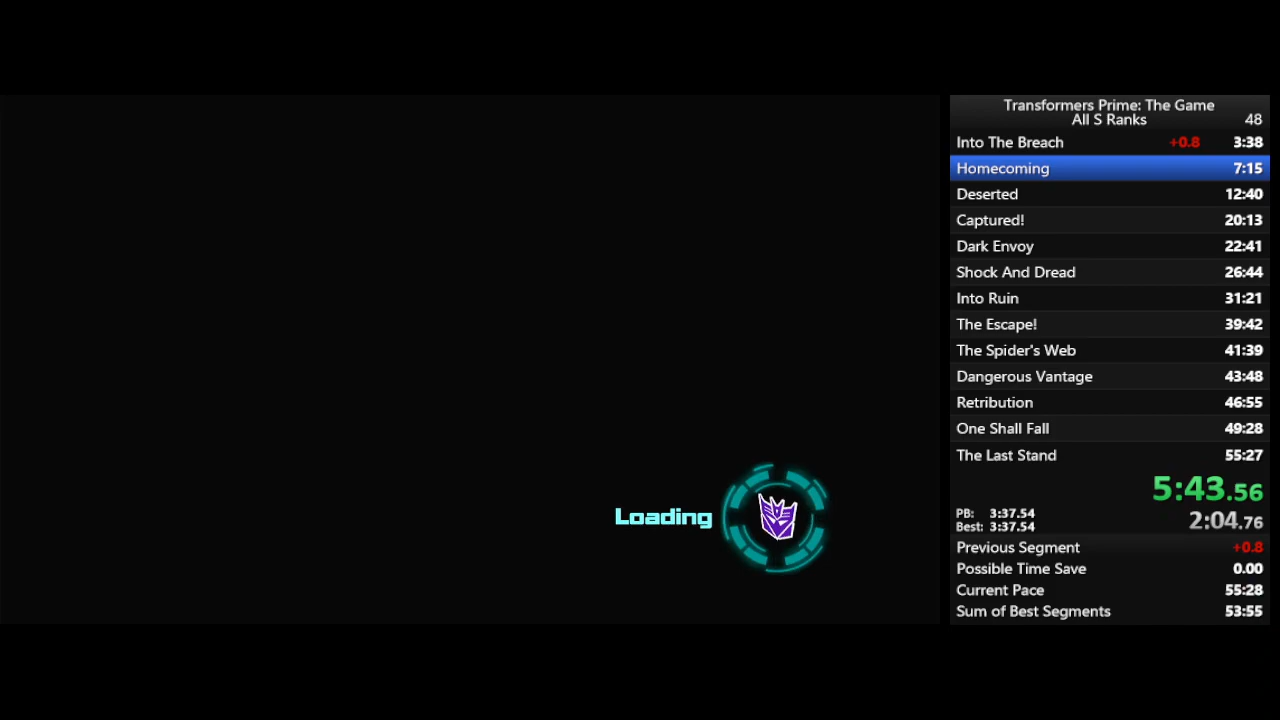 Loading
Transformers Prime: The Game
All S Ranks 48
Into The Breach +0.8 3:38
Homecoming 7:15
Deserted 12:40
Captured! 20:13
Dark Envoy 22:41
Shock And Dread 26:44
Into Ruin 31:21
The Escape! 39:42
The Spider's Web 41:39
Dangerous Vantage 43:48
Retribution 46:55
One Shall Fall 49:28
The Last Stand 55:27
5:43.56
PB: 3:37.54
Best: 3:37.54
2:04.76
Previous Segment +0.8
Possible Time Save 0.00
Current Pace 55:28
Sum of Best Segments 53:55